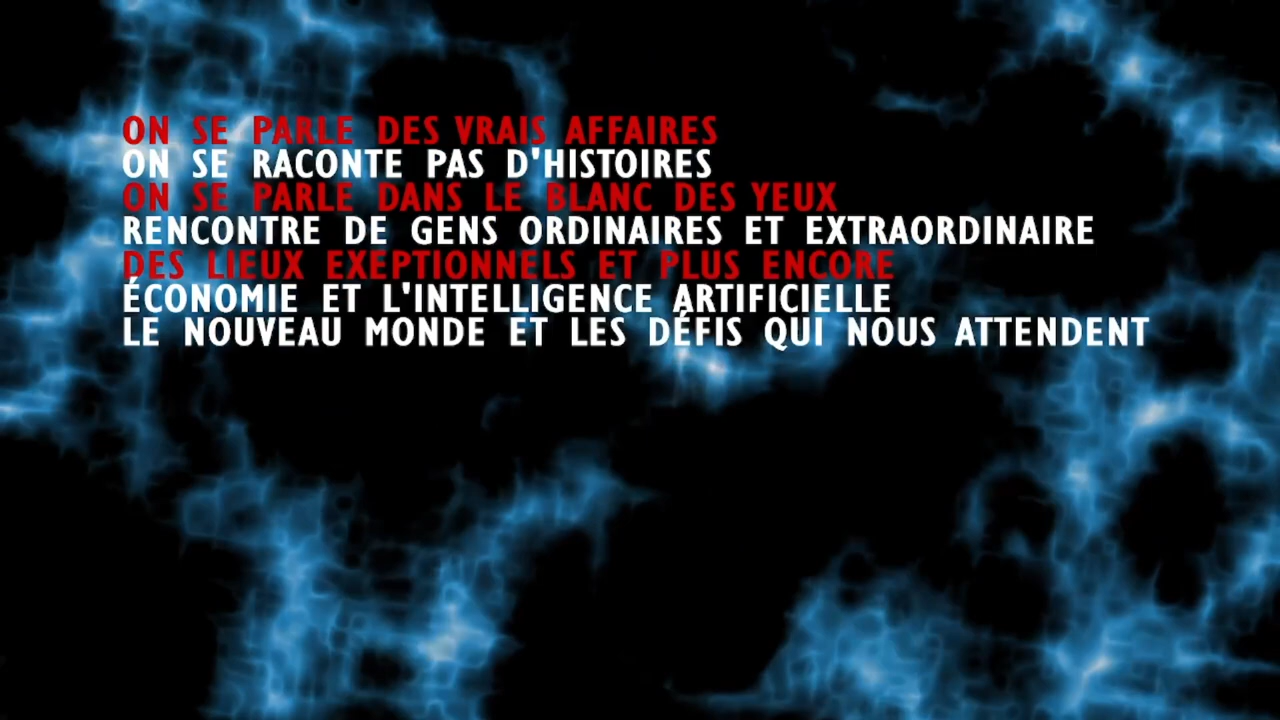 ON SE PARLE DES VRAIS AFFAIRES
ON SE RACONTE PAS D'HISTOIRES
ON SE PARLE DANS LE BLANC DES YEUX
RENCONTRE DE GENS ORDINAIRES ET EXTRAORDINAIRE
DES LIEUX EXEPTIONNELS ET PLUS ENCORE
ÉCONOMIE ET L'INTELLIGENCE ARTIFICIELLE
LE NOUVEAU MONDE ET LES DÉFIS QUI NOUS ATTENDENT